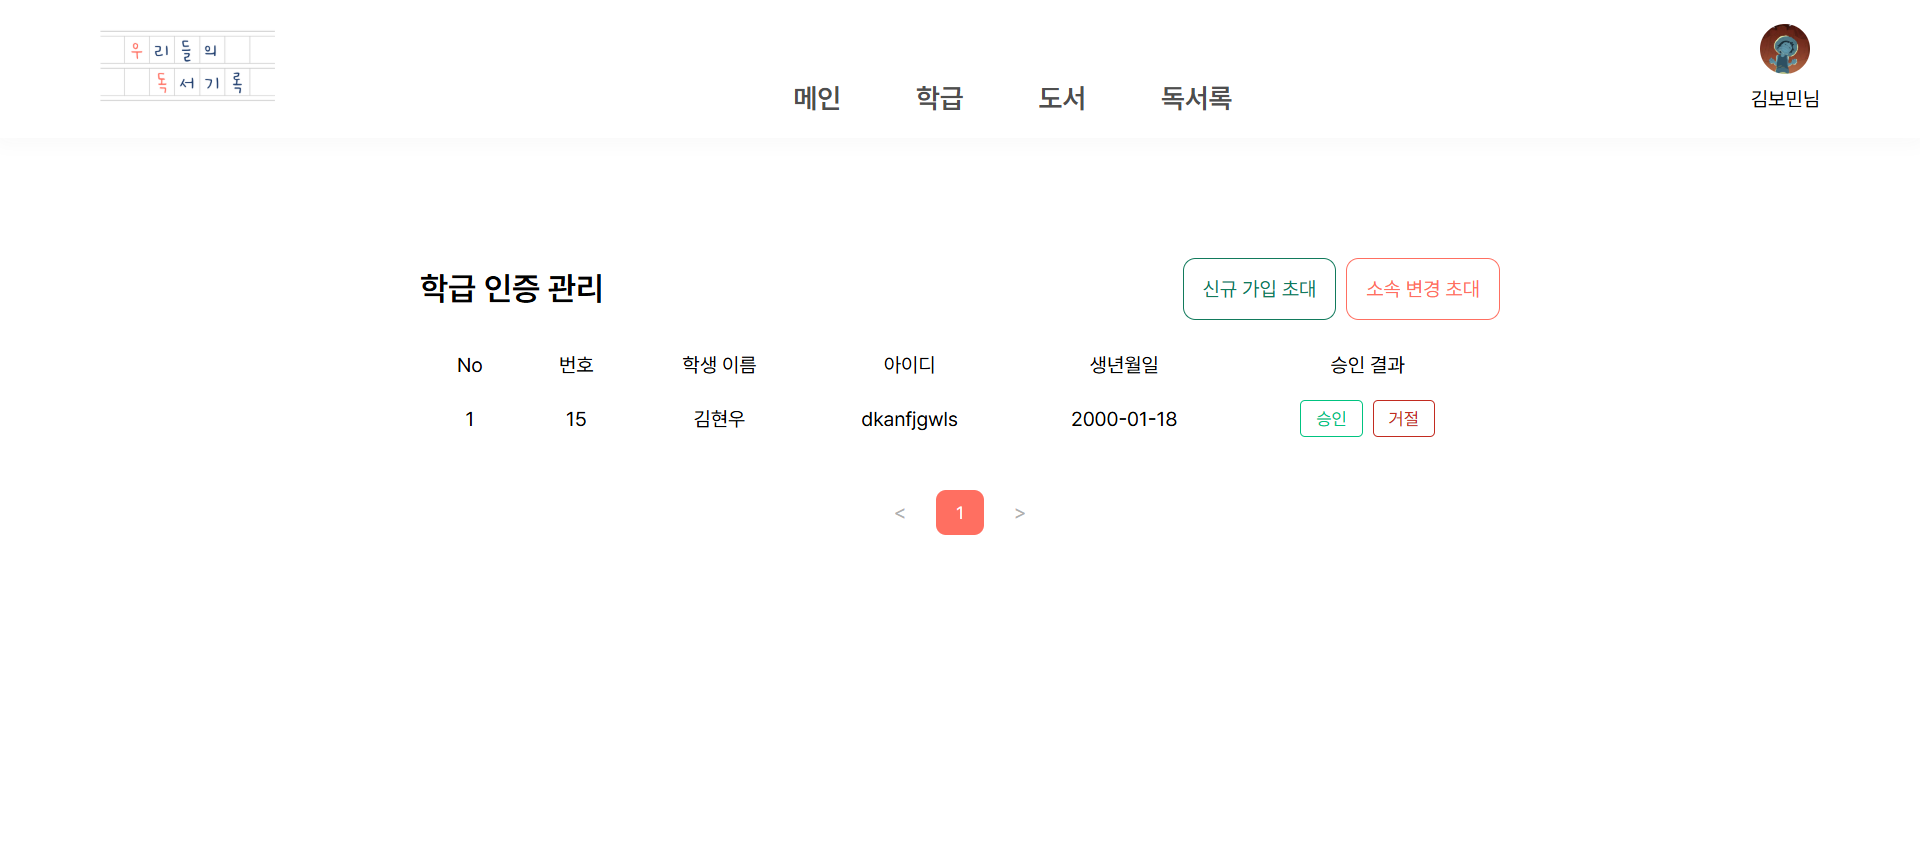 우리들의
독서기록
메인 학급 도서 독서록
김보민님
학급 인증 관리
신규 가입 초대 소속 변경 초대
No 번호 학생 이름 아이디 생년월일 승인 결과
1 15 김현우 dkanfjgwls 2000-01-18 승인 거절
< 1 >